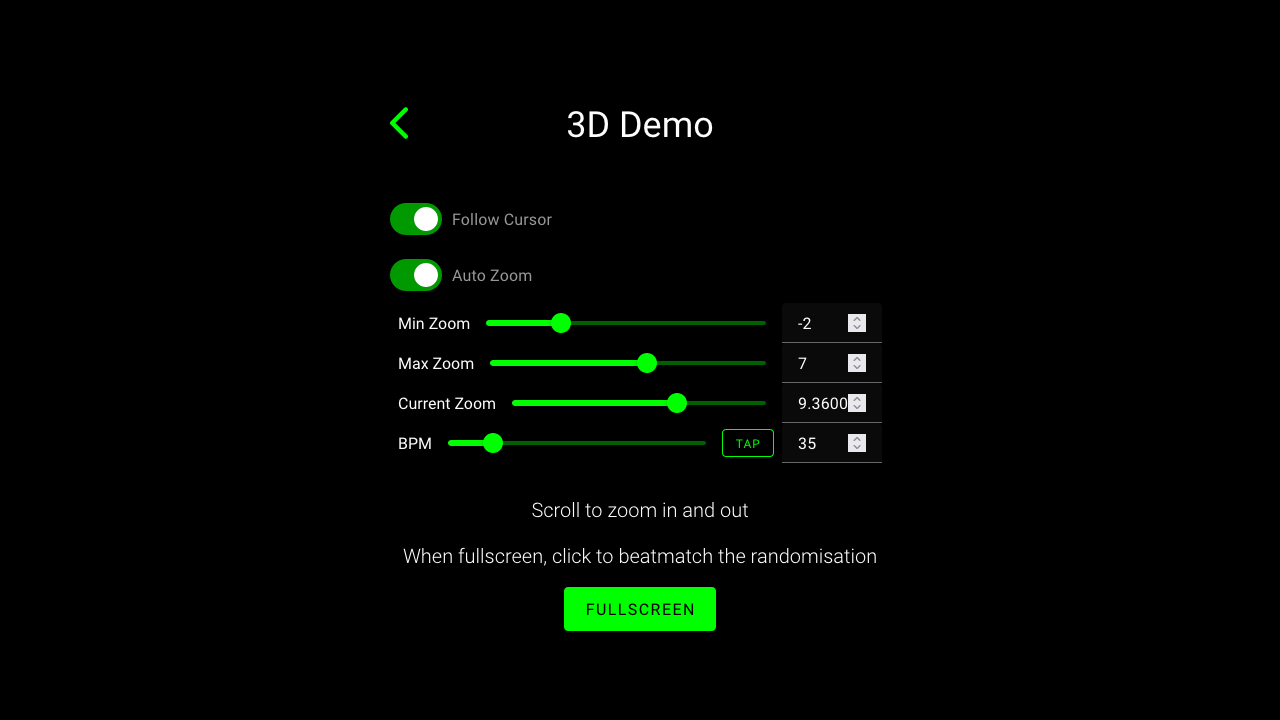 3D Demo
Follow Cursor
Auto Zoom
Min Zoom -2
Max Zoom 7
Current Zoom 9.3600
BPM TAP 35
Scroll to zoom in and out
When fullscreen, click to beatmatch the randomisation
FULLSCREEN